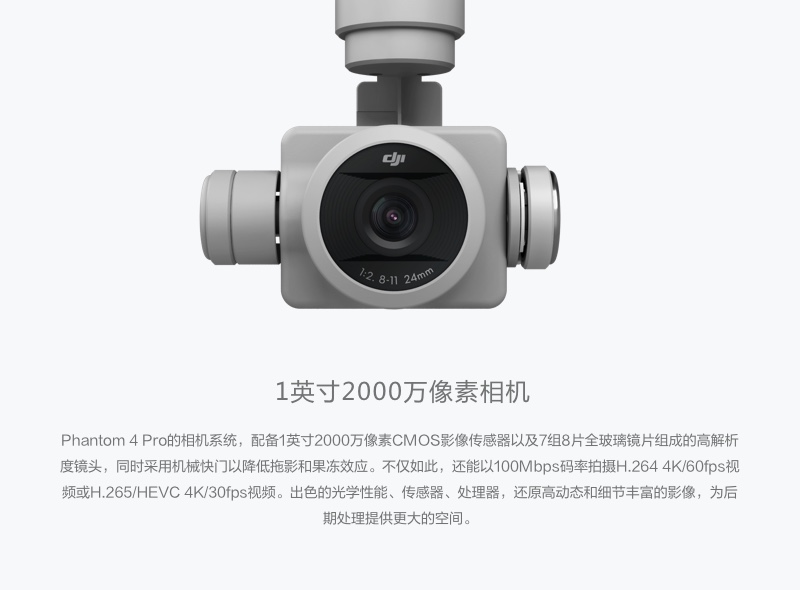 dji
1:2. 8-11 24mm
1英寸2000万像素相机
Phantom 4 Pro的相机系统，配备1英寸2000万像素CMOS影像传感器以及7组8片全玻璃镜片组成的高解析
度镜头，同时采用机械快门以降低拖影和果冻效应。不仅如此，还能以100Mbps码率拍摄H.264 4K/60fps视
频或H.265/HEVC 4K/30fps视频。出色的光学性能、传感器、处理器，还原高动态和细节丰富的影像，为后
期处理提供更大的空间。